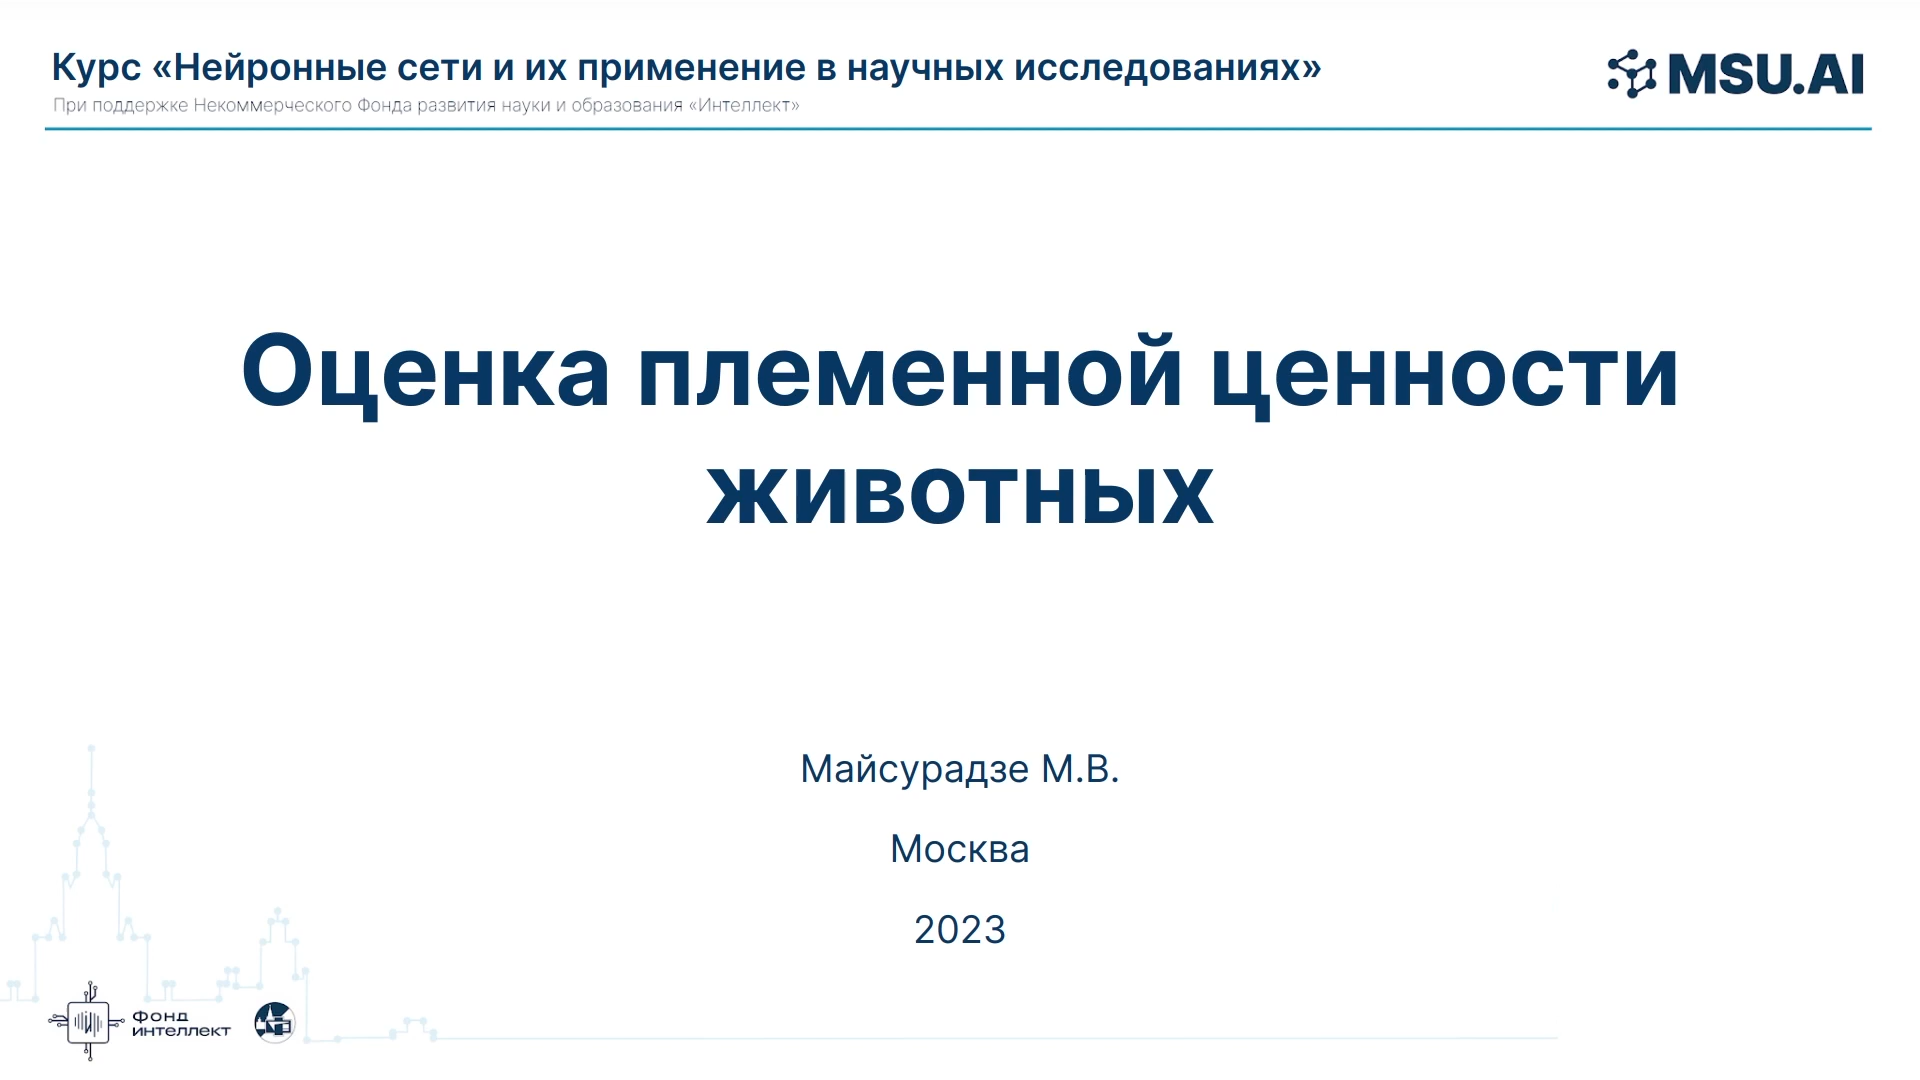 Курс «Нейронные сети и их применение в научных исследованиях»
При поддержке Некоммерческого Фонда развития науки и образования «Интеллект»
MSU.AI
Оценка племенной ценности
животных
Майсурадзе М.В.
Москва
2023
ФОНД
ИНТЕЛЛЕКТ